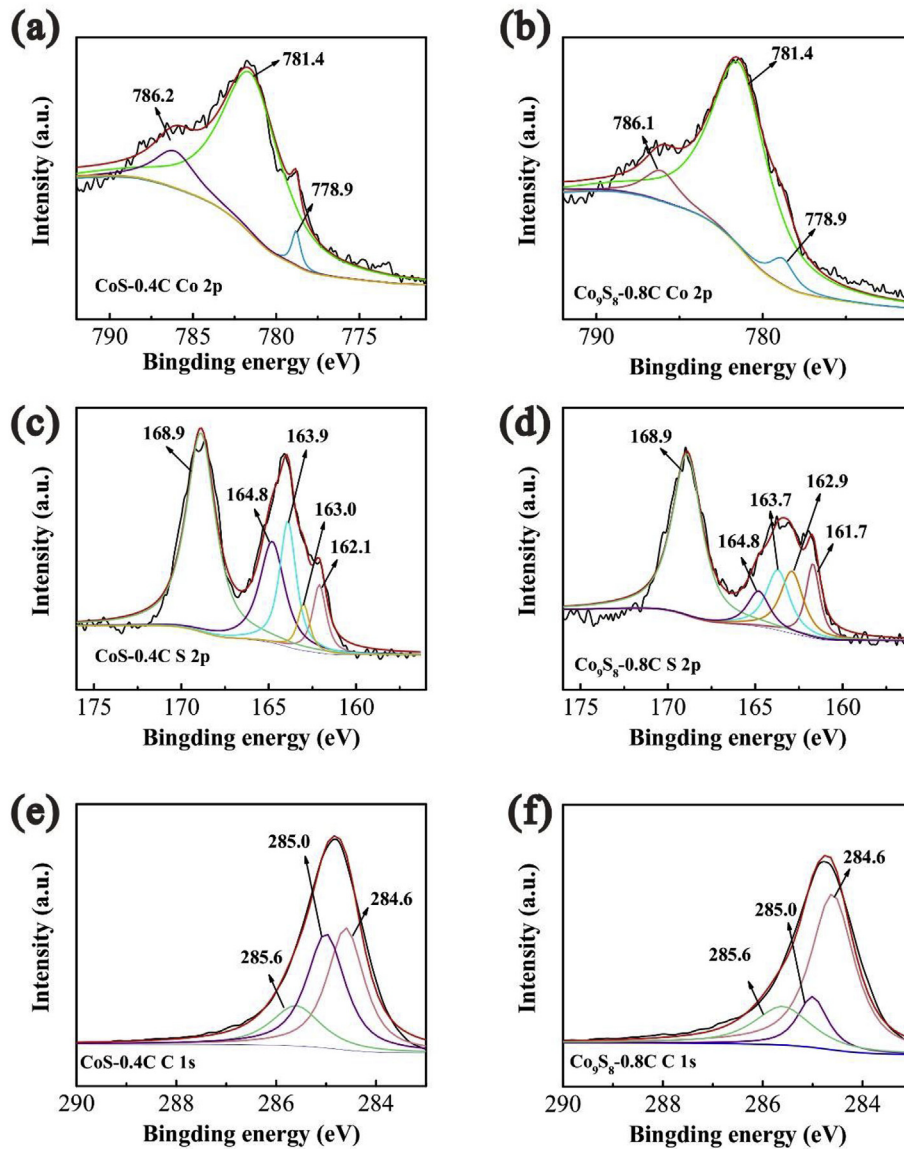 (a)
Intensity (a.u.)
786.2
781.4
778.9
CoS-0.4C Co 2p
790
785
780
775
Bingding energy (eV)
(b)
Intensity (a.u.)
786.1
781.4
778.9
Co₉S₈-0.8C Co 2p
790
780
Bingding energy (eV)
(c)
Intensity (a.u.)
168.9
164.8
163.9
163.0
162.1
CoS-0.4C S 2p
175
170
165
160
Bingding energy (eV)
(d)
Intensity (a.u.)
168.9
164.8
163.7
162.9
161.7
Co₉S₈-0.8C S 2p
175
170
165
160
Bingding energy (eV)
(e)
Intensity (a.u.)
285.6
285.0
284.6
CoS-0.4C C 1s
290
288
286
284
Bingding energy (eV)
(f)
Intensity (a.u.)
285.6
285.0
284.6
Co₉S₈-0.8C C 1s
290
288
286
284
Bingding energy (eV)